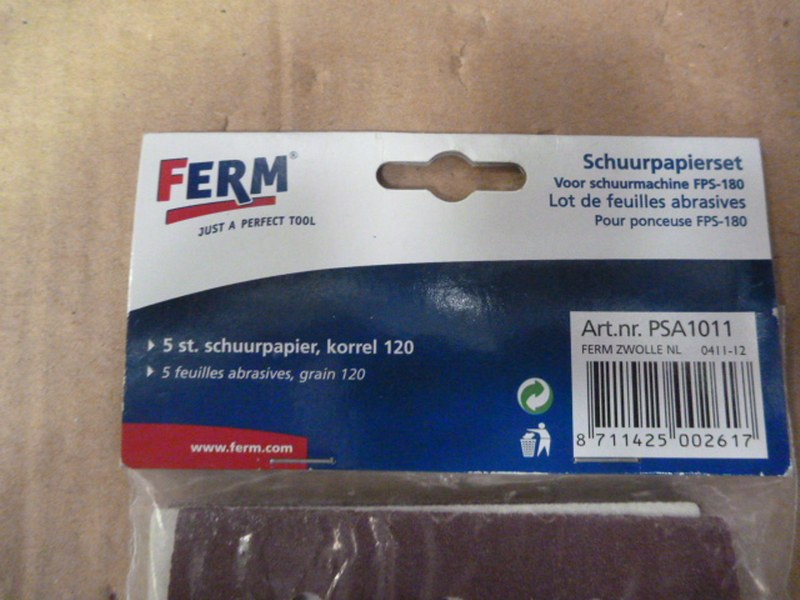 FERM®
JUST A PERFECT TOOL
Schuurpapierset
Voor schuurmachine FPS-180
Lot de feuilles abrasives
Pour ponceuse FPS-180
5 st. schuurpapier, korrel 120
5 feuilles abrasives, grain 120
www.ferm.com
Art.nr. PSA1011
FERM ZWOLLE NL 0411-12
8 711425 002617